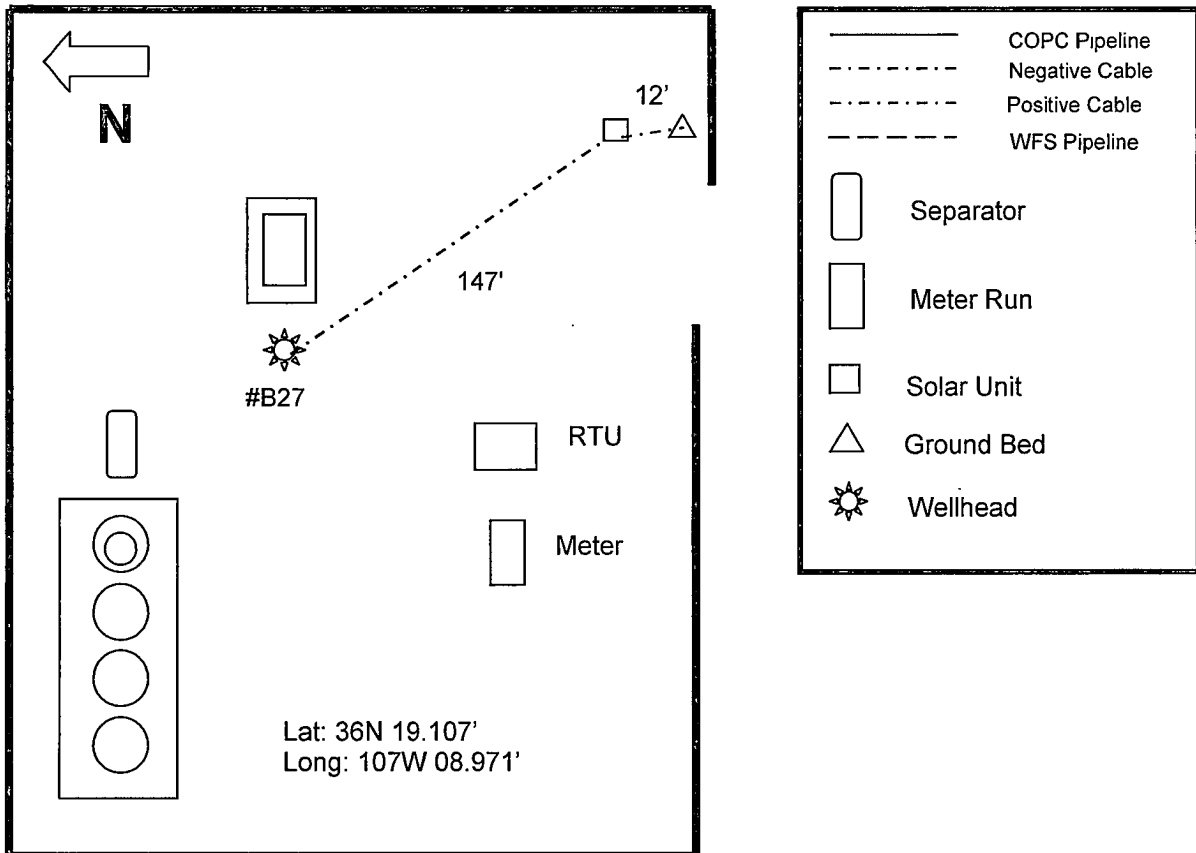 N
12'
147'
#B27
RTU
Meter
Lat: 36N 19.107'
Long: 107W 08.971'
COPC Pipeline
Negative Cable
Positive Cable
WFS Pipeline
Separator
Meter Run
Solar Unit
Ground Bed
Wellhead